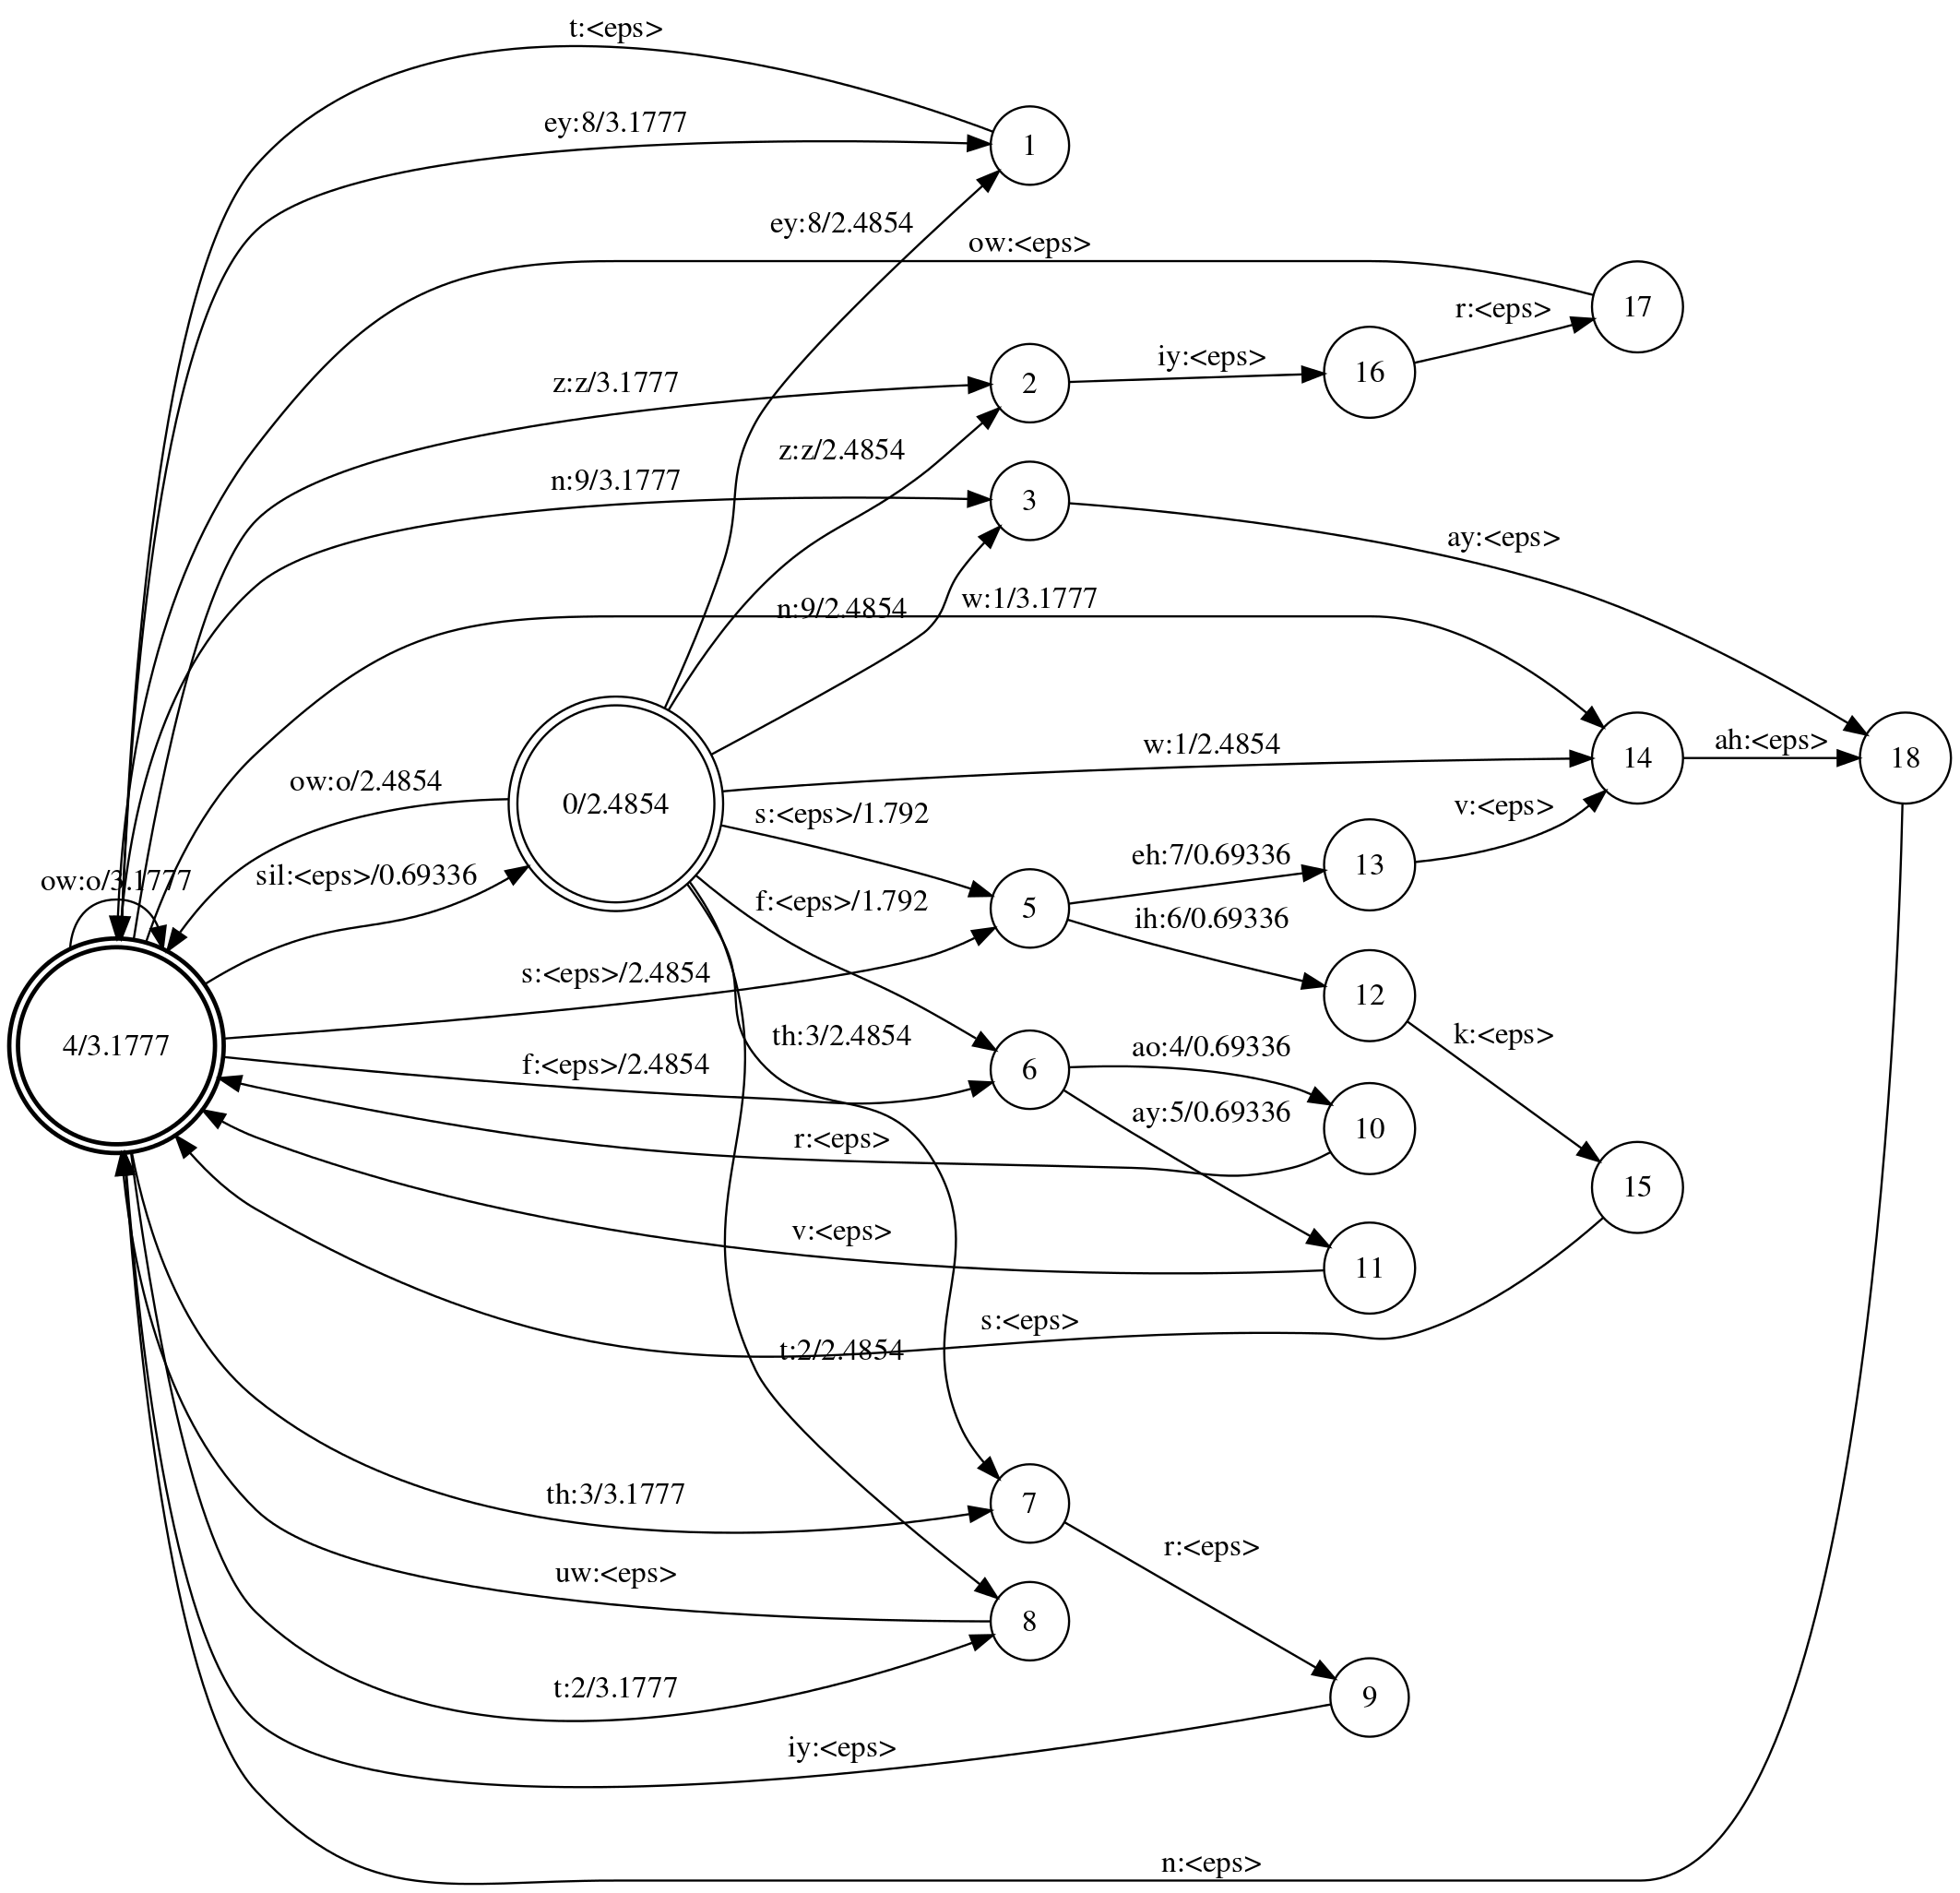 t:<eps>
ey:8/3.1777
1
ey:8/2.4854
ow:<eps>
17
r:<eps>
iy:<eps>
16
z:z/3.1777
2
z:z/2.4854
n:9/3.1777
3
ay:<eps>
n:9/2.4854
w:1/3.1777
w:1/2.4854
14
ah:<eps>
18
ow:o/2.4854
0/2.4854
s:<eps>/1.792
v:<eps>
eh:7/0.69336
13
ow:o/3.1777
sil:<eps>/0.69336
f:<eps>/1.792
5
ih:6/0.69336
12
s:<eps>/2.4854
th:3/2.4854
k:<eps>
4/3.1777
f:<eps>/2.4854
6
ao:4/0.69336
ay:5/0.69336
10
r:<eps>
15
v:<eps>
11
s:<eps>
t:2/2.4854
th:3/3.1777
7
r:<eps>
uw:<eps>
8
t:2/3.1777
9
iy:<eps>
n:<eps>